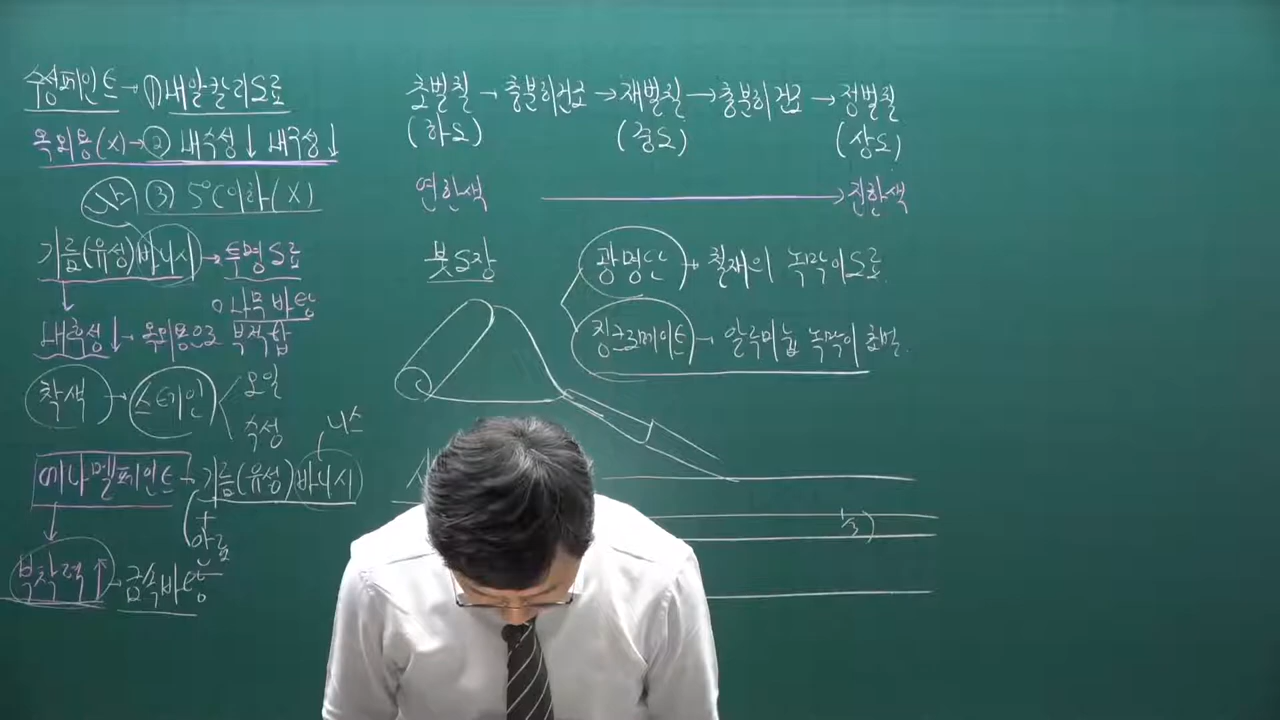 수성페인트 → ① 내알칼리도료
옥외용(X) → ② 내수성↓ 내구성↓
③ 5℃이하(X)
기름(유성)바니시 → 투명도료
나무바탕
내후성↓ → 옥외용으로 부적합
착색 → 스테인
오일
수성
니스
에나멜페인트 - 기름(유성)바니시
+
안료
부착력↑ → 금속바탕
초벌칠 → 충분히건조 → 재벌칠 → 충분히건조 → 정벌칠
(하도) (중도) (상도)
연한색 → 진한색
붓도장
광명단 → 철재의 녹막이도료
징크로메이트 → 알루미늄 녹막이 초벌
1/3)